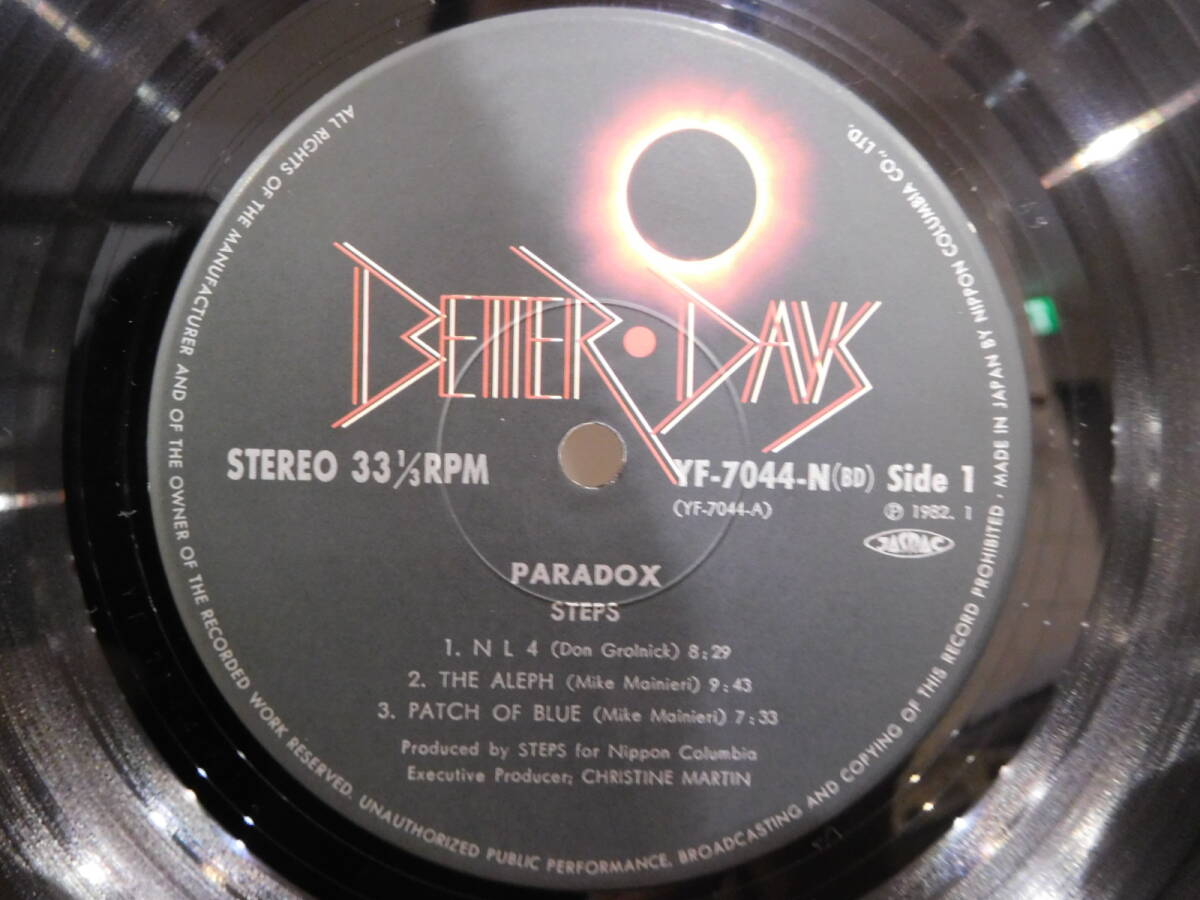 BETTER DAYS
STEREO 33 1/3 RPM
YF-7044-N(BD) Side 1
(YF-7044-A)
Ⓟ 1982. 1
JASRAC
PARADOX
STEPS
1. N L 4 (Don Grolnick) 8:29
2. THE ALEPH (Mike Mainieri) 9:43
3. PATCH OF BLUE (Mike Mainieri) 7:33
Produced by STEPS for Nippon Columbia
Executive Producer; CHRISTINE MARTIN
ALL RIGHTS OF THE MANUFACTURER AND OF THE OWNER OF THE RECORDED WORK RESERVED. UNAUTHORIZED PUBLIC PERFORMANCE. BROADCASTING AND COPYING OF THIS RECORD PROHIBITED · MADE IN JAPAN BY NIPPON COLUMBIA CO., LTD.